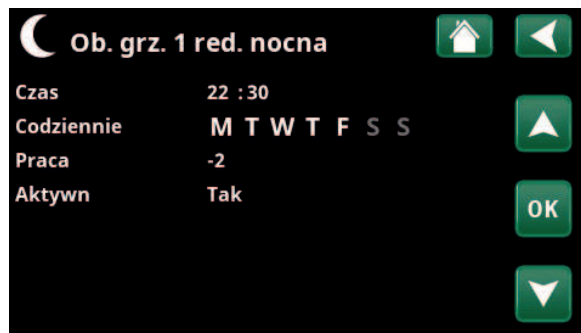 Ob. grz. 1 red. nocna
Czas 22 :30
Codziennie M T W T F S S
Praca -2
Aktywn Tak
OK